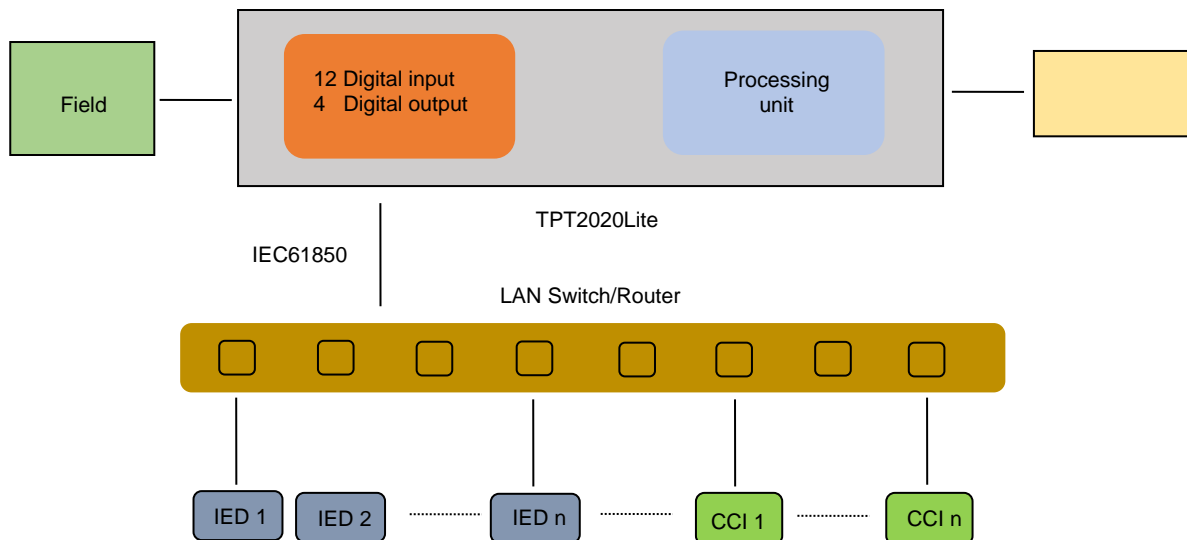 Field
12 Digital input
4 Digital output
Processing
unit
TPT2020Lite
IEC61850
LAN Switch/Router
IED 1
IED 2
IED n
CCI 1
CCI n